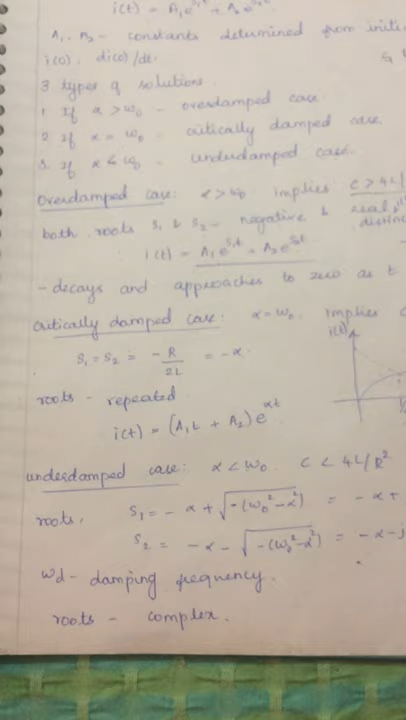 i(t) = A₁e^s₁t + A₂e^s₂t
A₁, A₂ - constants determined from
i(0), di(0)/dt.
3 types of solutions
1 If α > ω₀ - overdamped case
2 If α = ω₀ - critically damped case
3. If α < ω₀ - underdamped case.
Overdamped case: α > ω₀ implies C > 4L/
both roots s₁ & s₂ - negative & real,
distinct
i(t) = A₁e^s₁t - A₂e^s₂t
- decays and approaches to zero as t
critically damped case: α = ω₀. implies C
i(t)
s₁ = s₂ = -R/2L = -α
roots - repeated
i(t) = (A₁t + A₂)e^αt
underdamped case: α < ω₀ C < 4L/R²
roots, s₁ = -α + √-(ω₀² - α²) = -α +
s₂ = -α - √-(ω₀² - α²) = -α - j
ωd - damping frequency.
roots - complex.